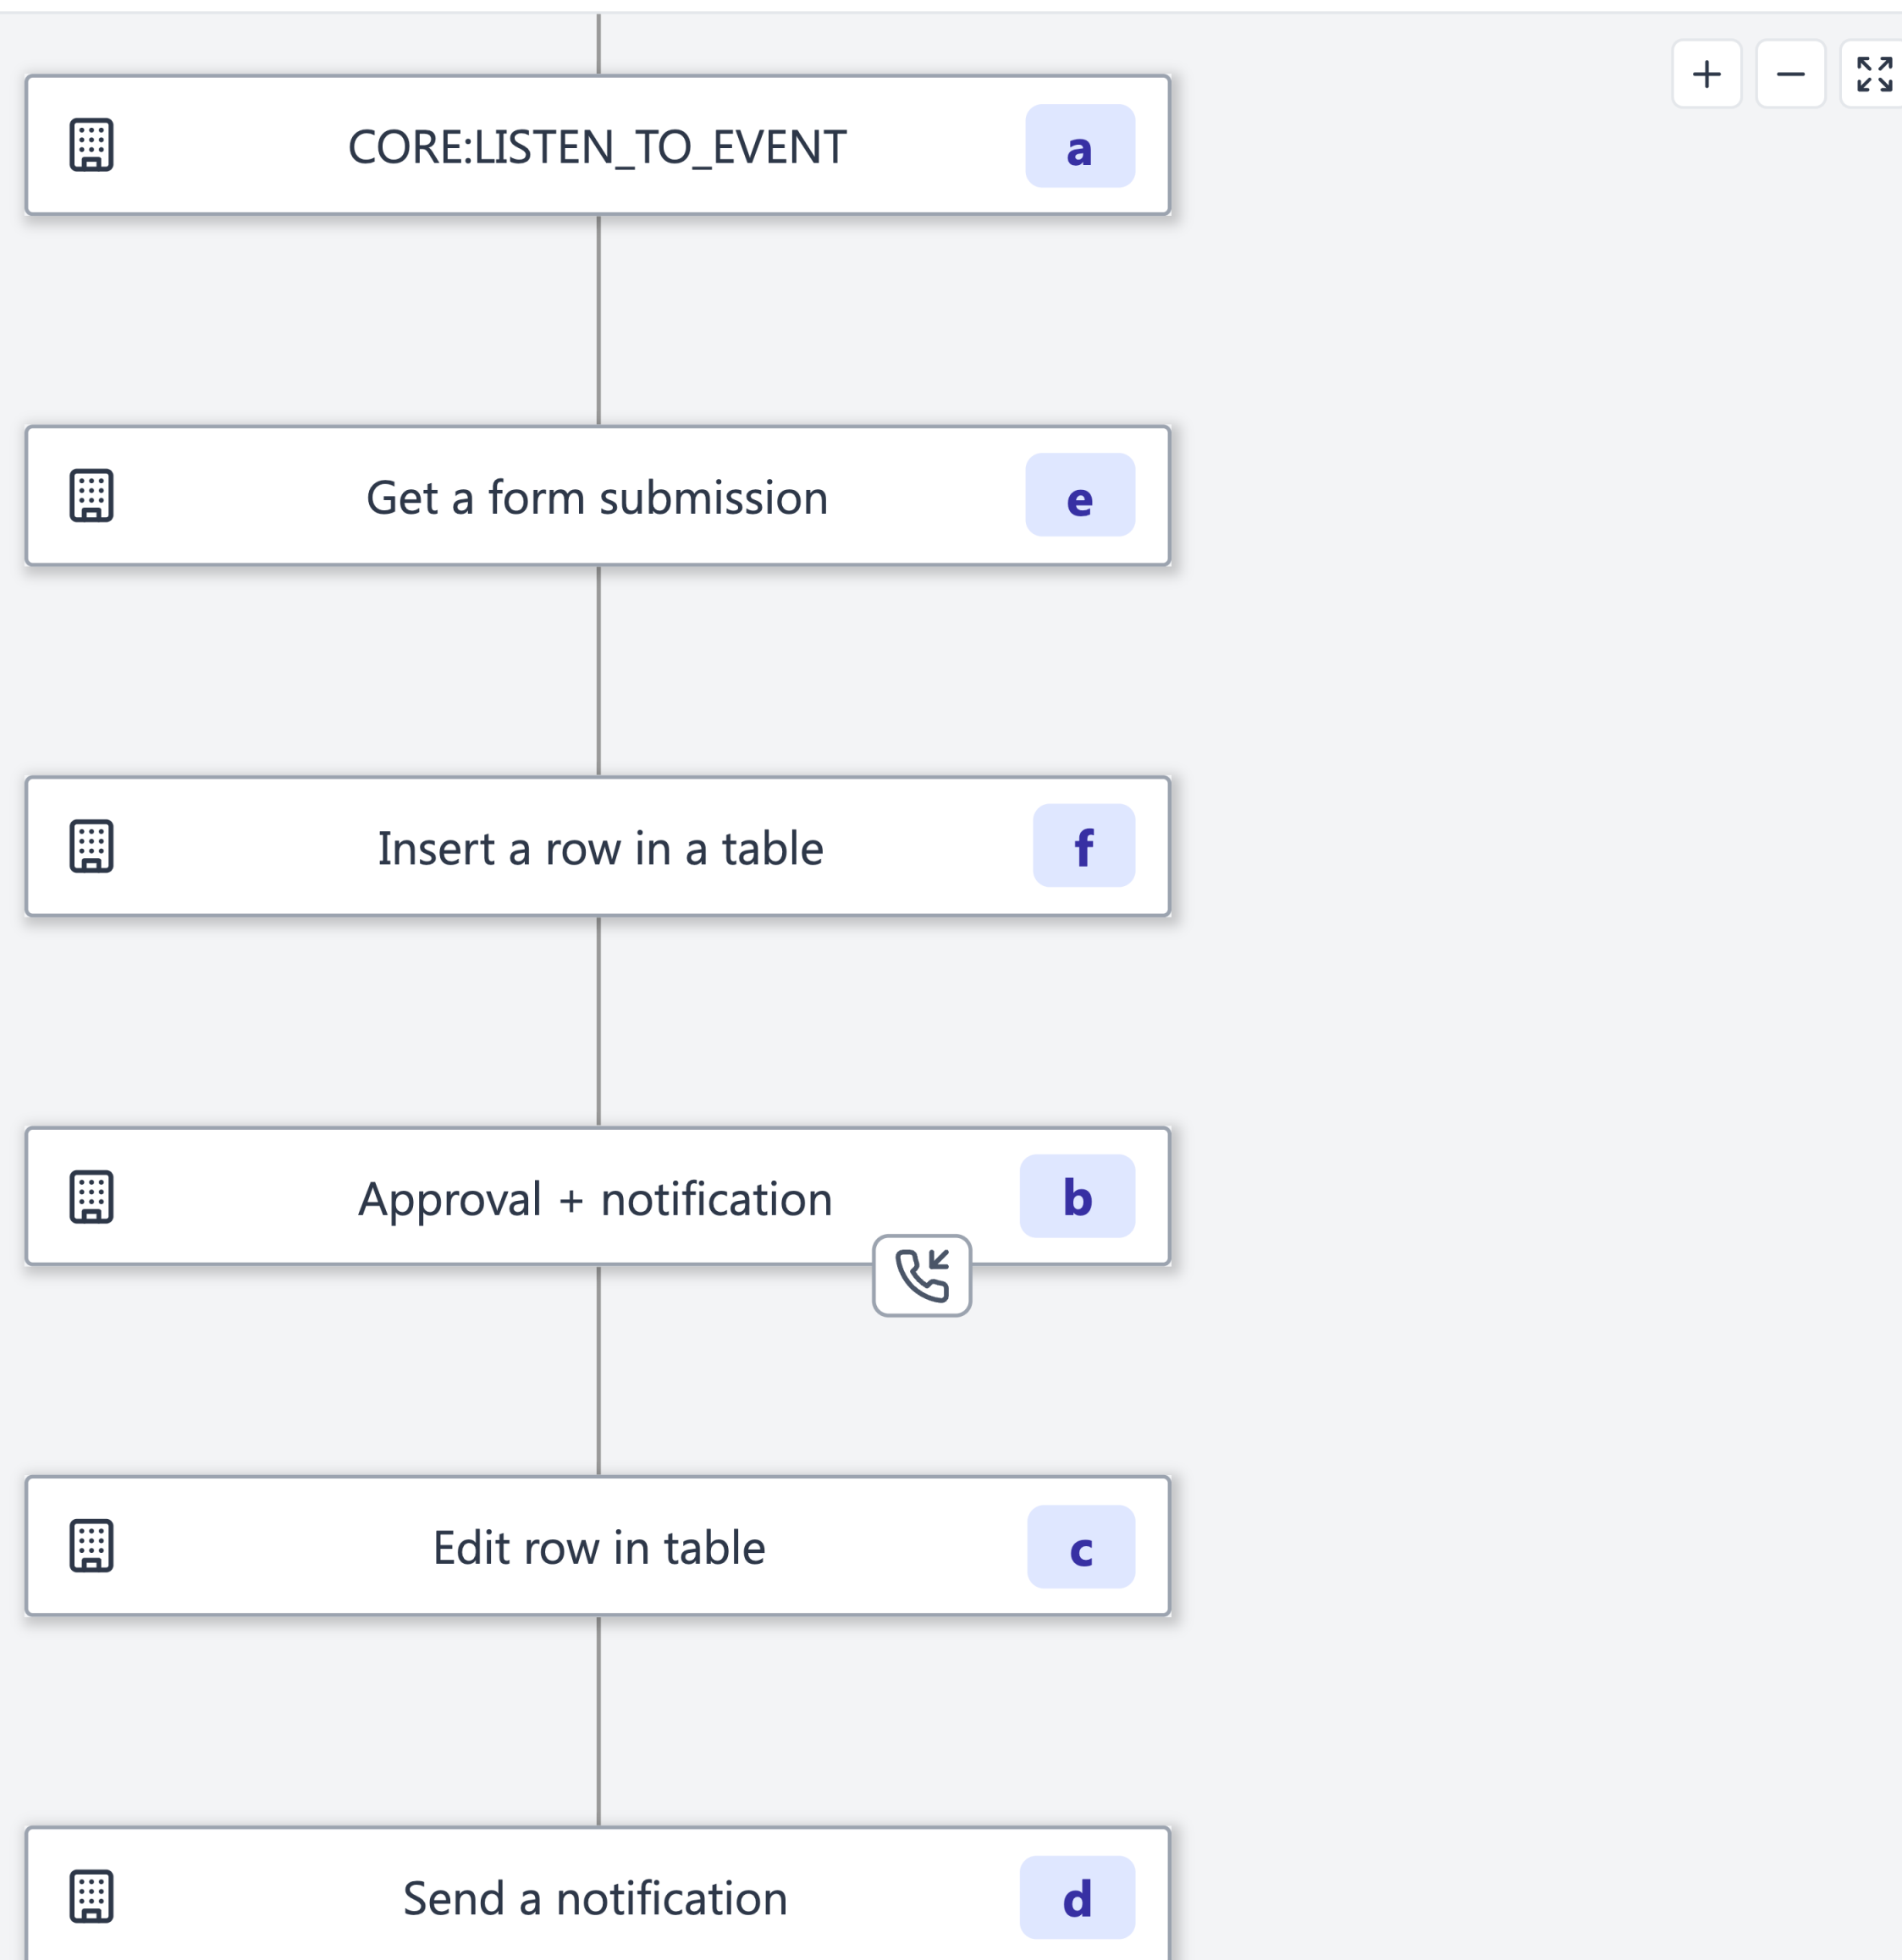 CORE:LISTEN_TO_EVENT a
Get a form submission e
Insert a row in a table f
Approval + notification b
Edit row in table c
Send a notification d